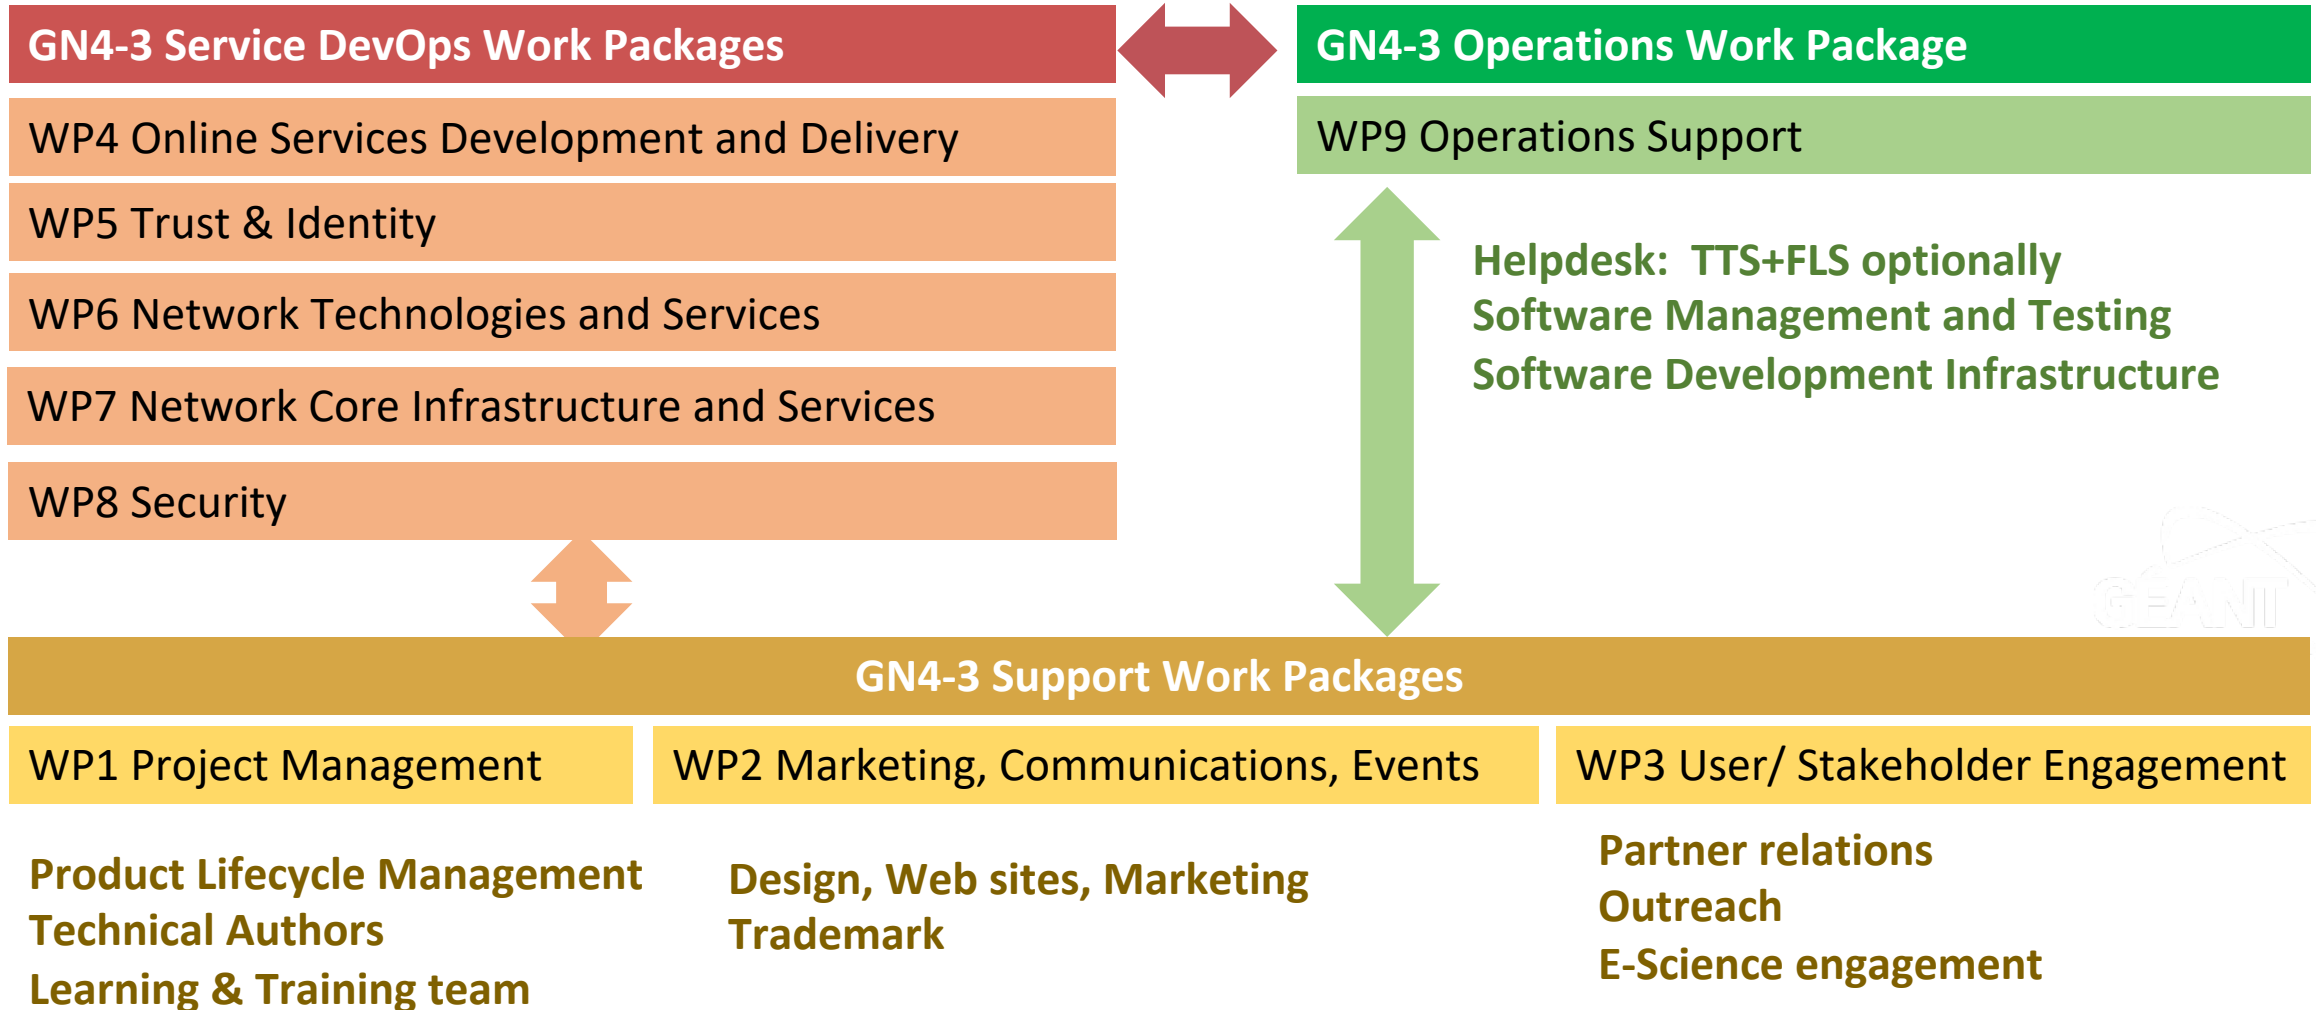 GN4-3 Service DevOps Work Packages
GN4-3 Operations Work Package
WP4 Online Services Development and Delivery
WP9 Operations Support
WP5 Trust & Identity
WP6 Network Technologies and Services
WP7 Network Core Infrastructure and Services
WP8 Security
Helpdesk: TTS+FLS optionally
Software Management and Testing
Software Development Infrastructure
GEANT
GN4-3 Support Work Packages
WP1 Project Management
WP2 Marketing, Communications, Events
WP3 User/ Stakeholder Engagement
Product Lifecycle Management
Technical Authors
Learning & Training team
Design, Web sites, Marketing
Trademark
Partner relations
Outreach
E-Science engagement